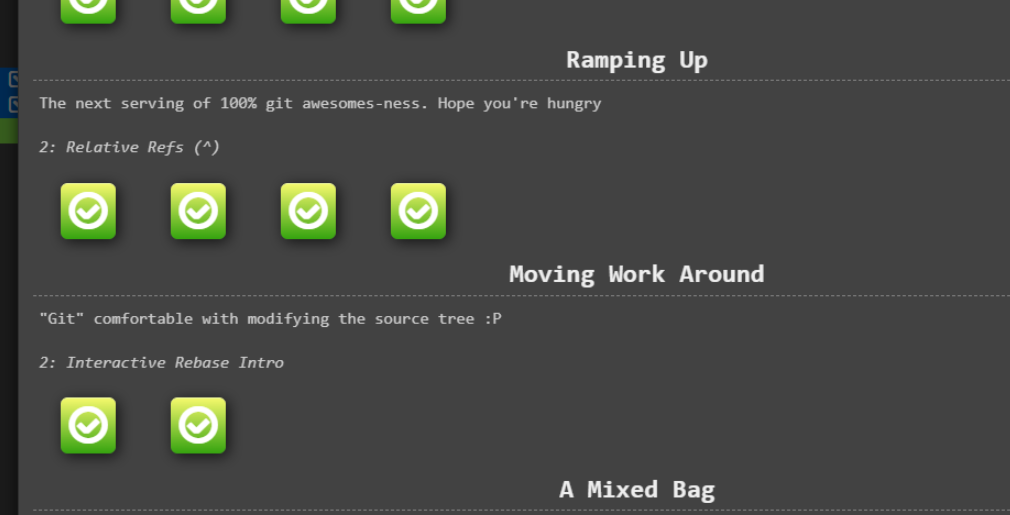 Ramping Up
The next serving of 100% git awesomes-ness. Hope you're hungry
2: Relative Refs (^)
Moving Work Around
"Git" comfortable with modifying the source tree :P
2: Interactive Rebase Intro
A Mixed Bag